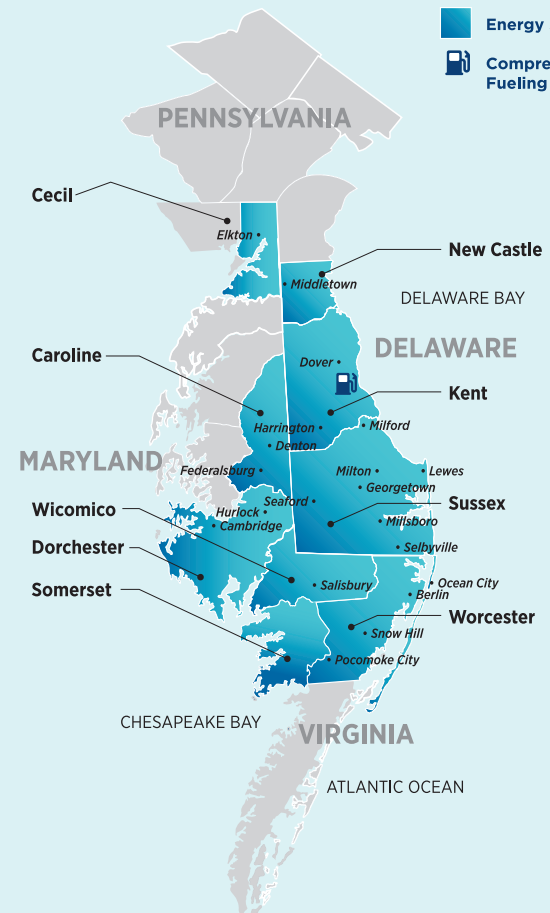 Energy
Compre
Fueling
PENNSYLVANIA
Cecil
Elkton
New Castle
Middletown
DELAWARE BAY
Caroline
Dover
DELAWARE
Kent
Harrington
Milford
Denton
MARYLAND
Federalsburg
Milton
Lewes
Georgetown
Wicomico
Seaford
Sussex
Hurlock
Cambridge
Millsboro
Dorchester
Selbyville
Somerset
Salisbury
Ocean City
Berlin
Worcester
Snow Hill
Pocomoke City
CHESAPEAKE BAY
VIRGINIA
ATLANTIC OCEAN